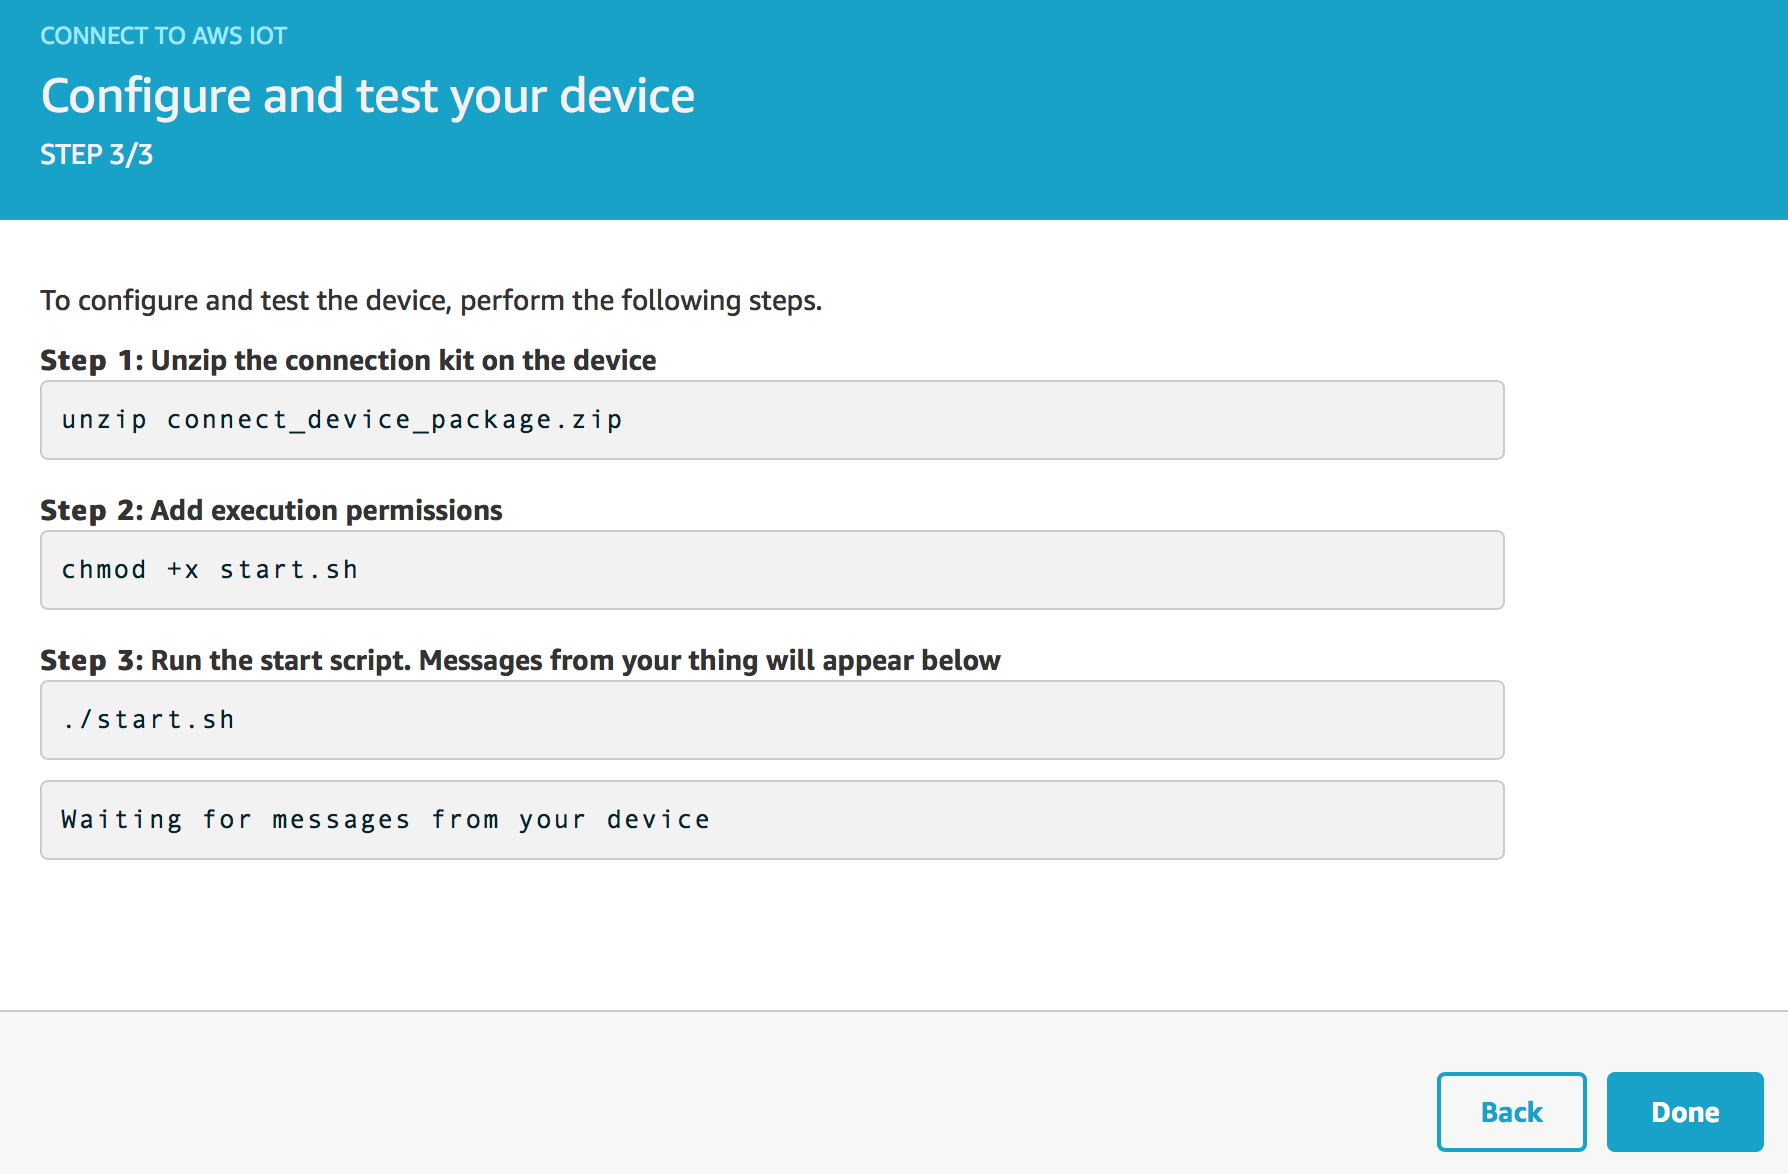 CONNECT TO AWS IOT
Configure and test your device
STEP 3/3
To configure and test the device, perform the following steps.
Step 1: Unzip the connection kit on the device
unzip connect_device_package.zip
Step 2: Add execution permissions
chmod +x start.sh
Step 3: Run the start script. Messages from your thing will appear below
./start.sh
Waiting for messages from your device
Back
Done